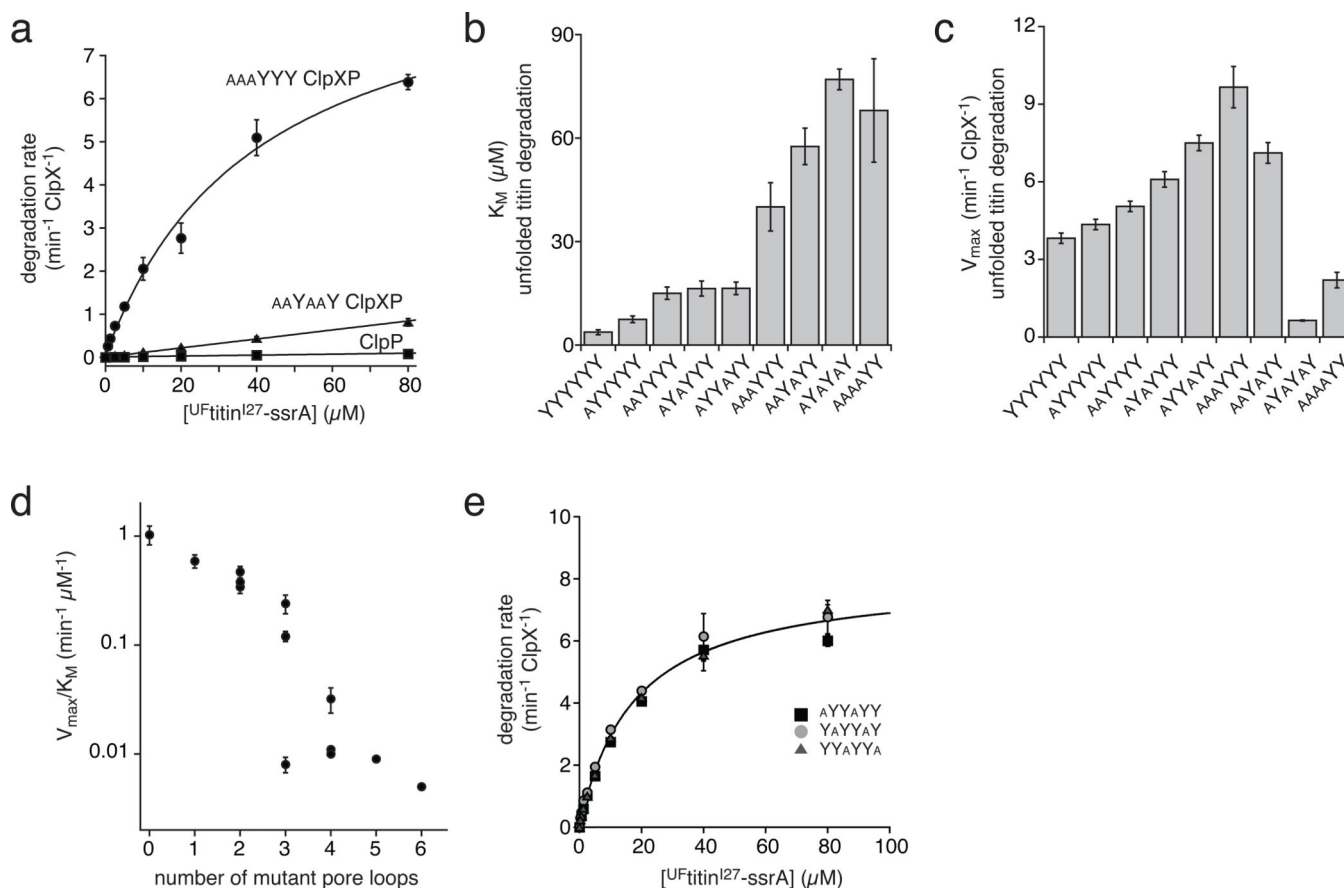 a
degradation rate
(min-1 ClpX-1)
7
6
5
4
3
2
1
0
AAAYYY ClpXP
AAYAAY ClpXP
ClpP
0 20 40 60 80
[UFtitinI27-ssrA] (µM)
b
KM (µM)
unfolded titin degradation
90
60
30
0
YYYYYY
AYYYYY
AAYYYY
AYAYYY
AYYAYY
AAAYYY
AAYAYY
AYAYAY
AAAAYY
c
Vmax (min-1 ClpX-1)
unfolded titin degradation
12
9
6
3
0
YYYYYY
AYYYYY
AAYYYY
AYAYYY
AYYAYY
AAAYYY
AAYAYY
AYAYAY
AAAAYY
d
Vmax/KM (min-1 µM-1)
1
0.1
0.01
0 1 2 3 4 5 6
number of mutant pore loops
e
degradation rate
(min-1 ClpX-1)
10
8
6
4
2
0
AYYAYY
YAYYAY
YYAYYA
0 20 40 60 80 100
[UFtitinI27-ssrA] (µM)